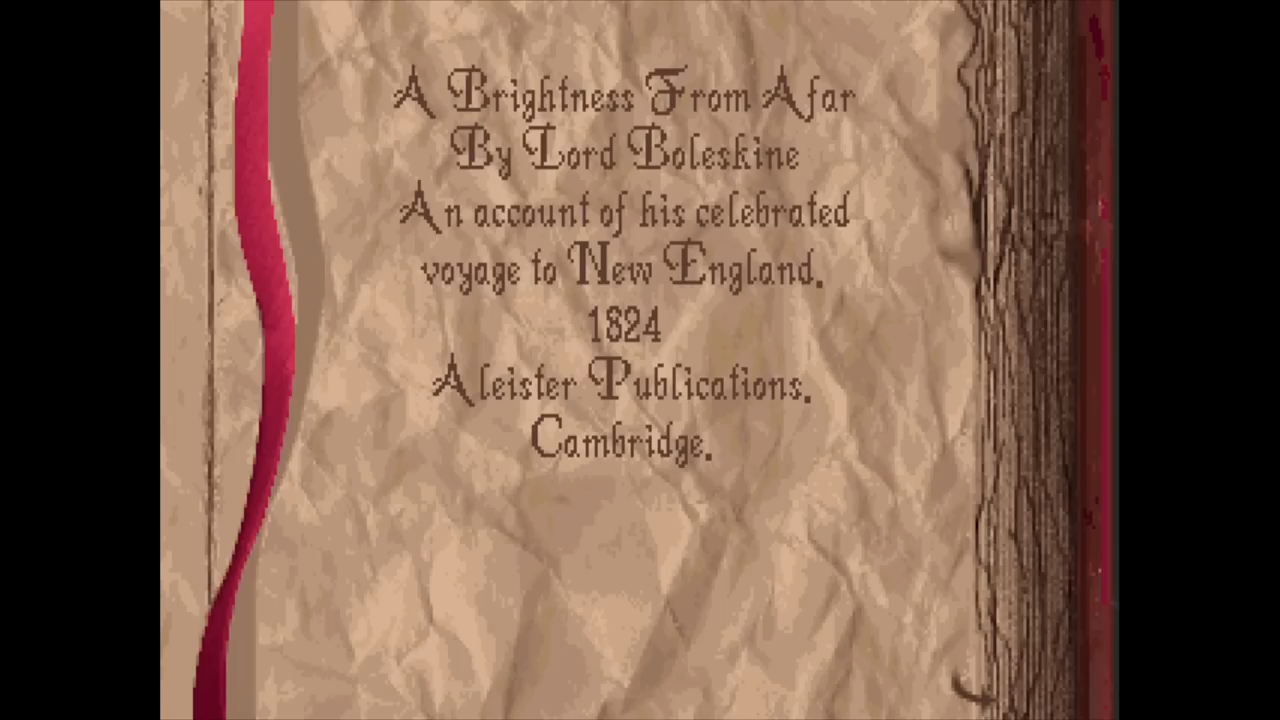 A Brightness From Afar
By Lord Boleskine
An account of his celebrated
voyage to New England.
1824
Aleister Publications.
Cambridge.